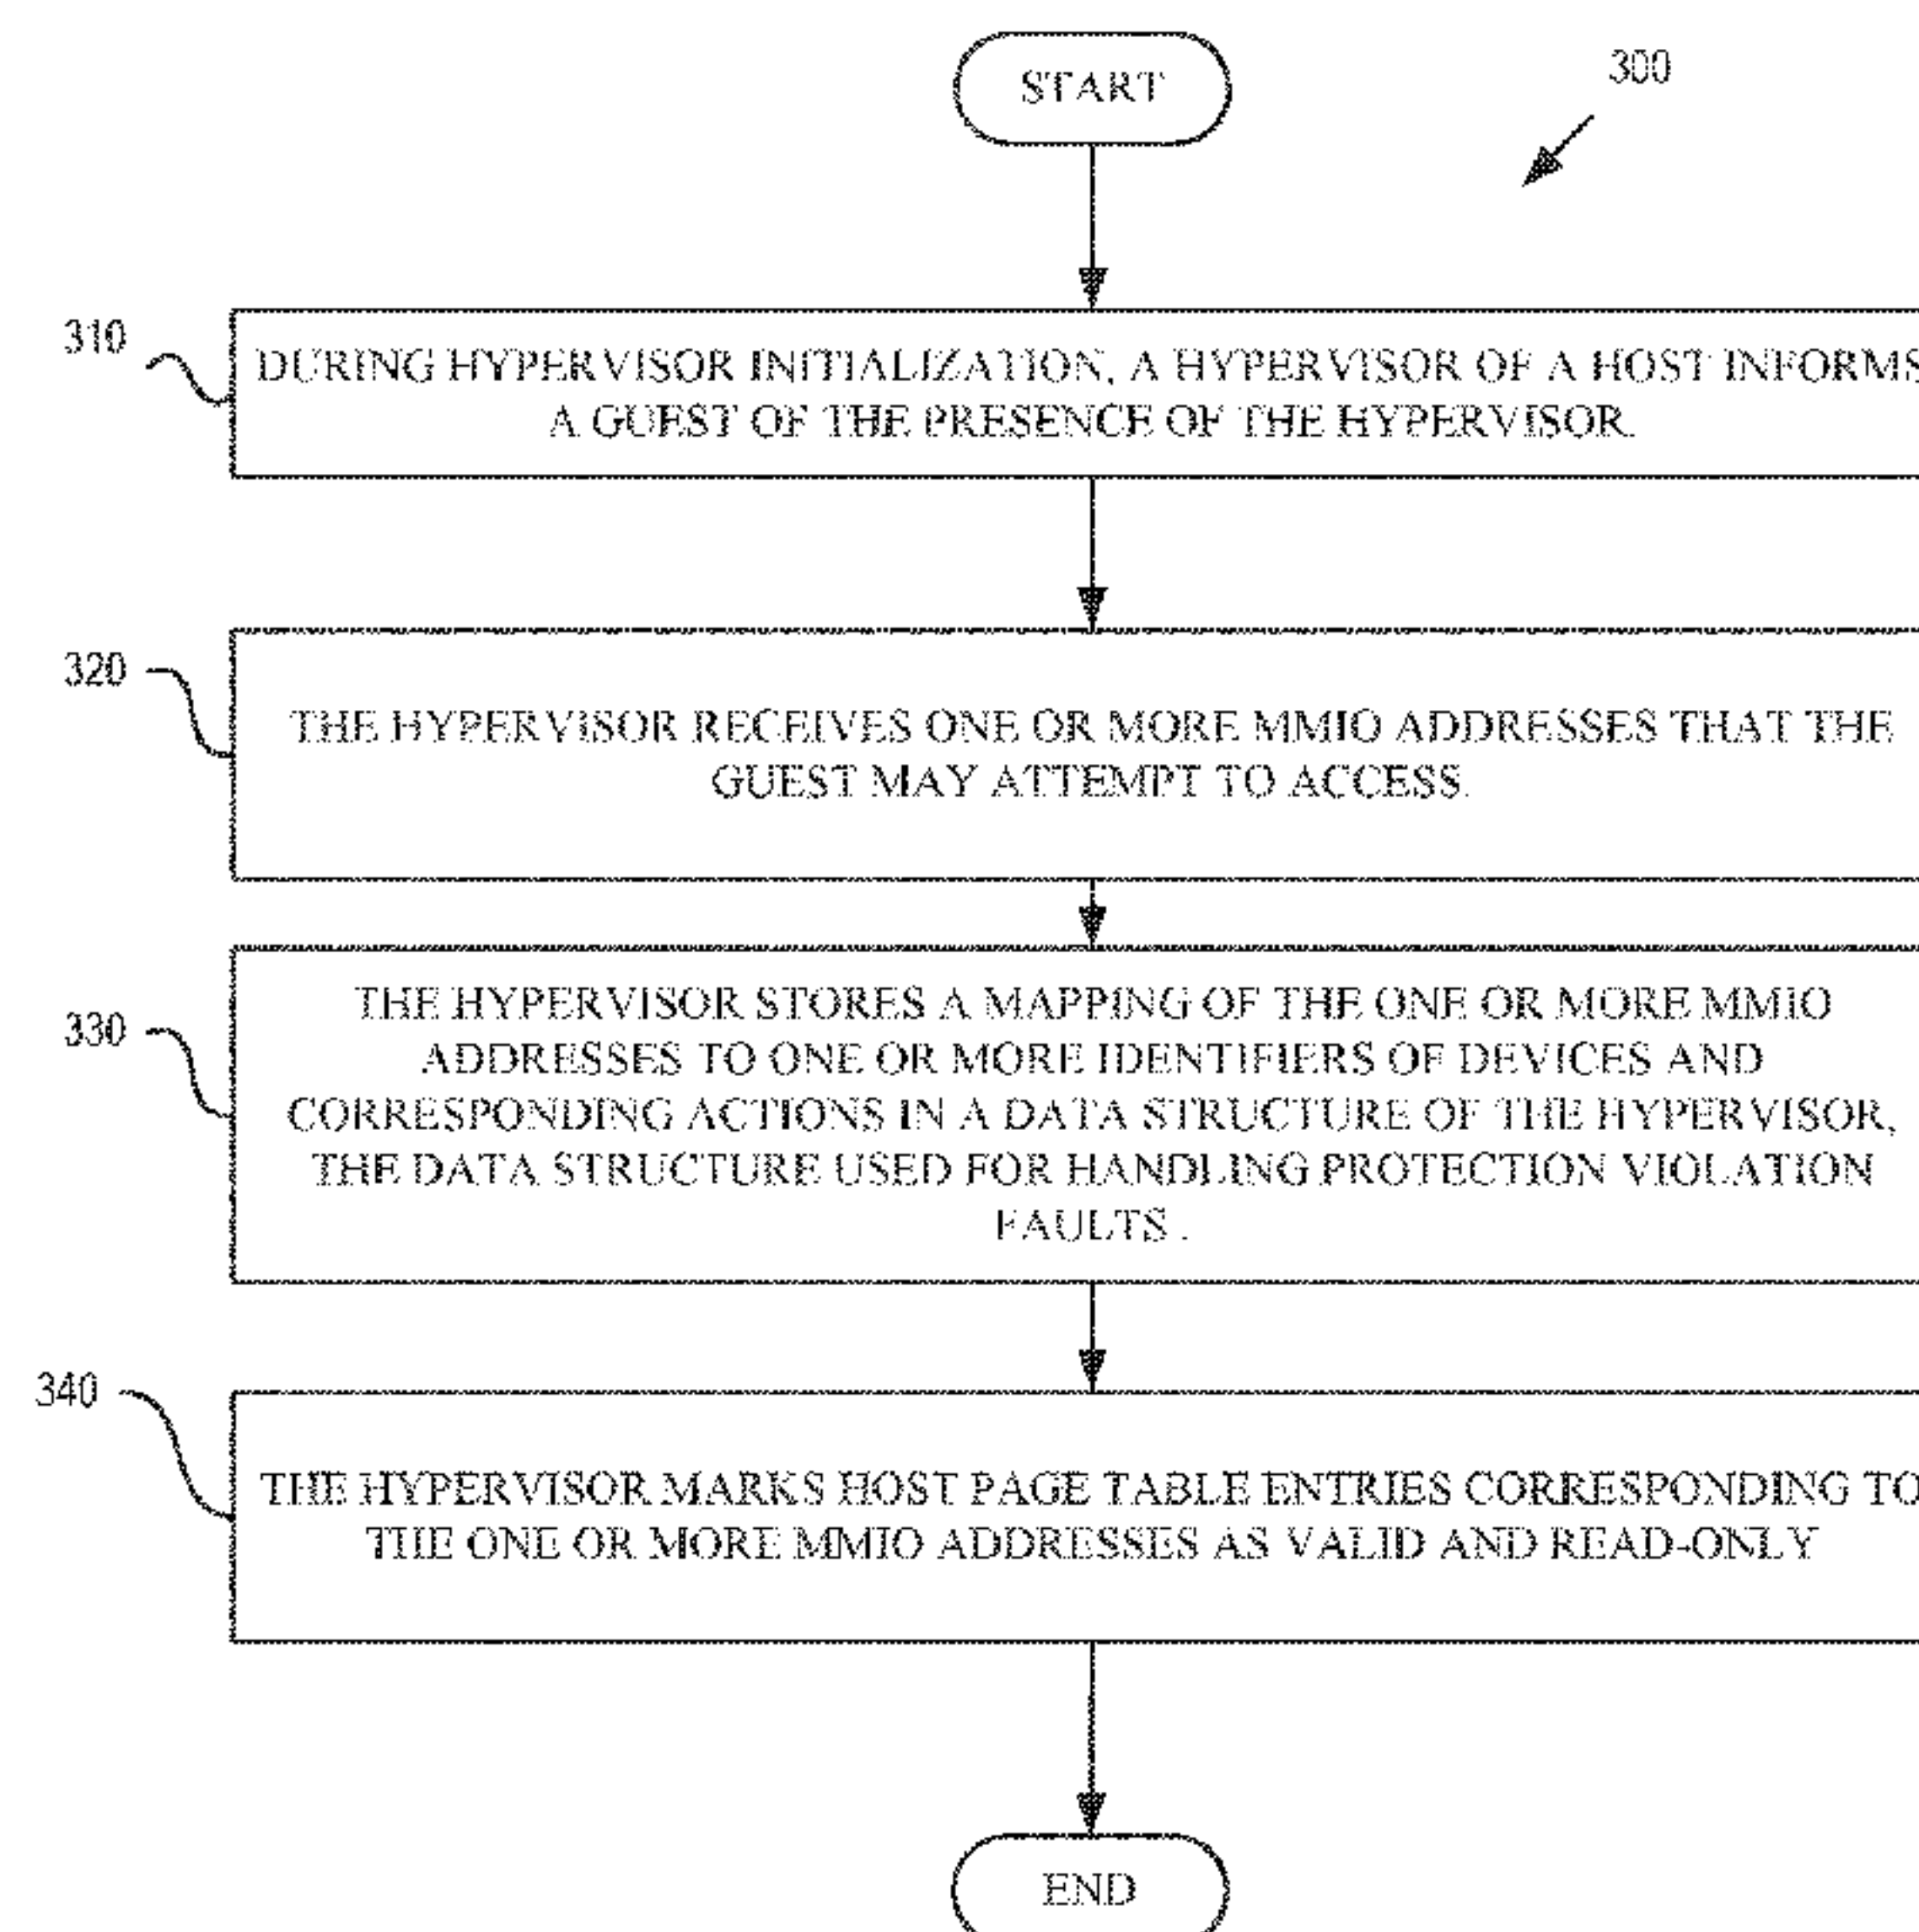 START
300
310
DURING HYPERVISOR INITIALIZATION, A HYPERVISOR OF A HOST INFORMS
A GUEST OF THE PRESENCE OF THE HYPERVISOR.
320
THE HYPERVISOR RECEIVES ONE OR MORE MMIO ADDRESSES THAT THE
GUEST MAY ATTEMPT TO ACCESS.
330
THE HYPERVISOR STORES A MAPPING OF THE ONE OR MORE MMIO
ADDRESSES TO ONE OR MORE IDENTIFIERS OF DEVICES AND
CORRESPONDING ACTIONS IN A DATA STRUCTURE OF THE HYPERVISOR,
THE DATA STRUCTURE USED FOR HANDLING PROTECTION VIOLATION
FAULTS .
340
THE HYPERVISOR MARKS HOST PAGE TABLE ENTRIES CORRESPONDING TO
THE ONE OR MORE MMIO ADDRESSES AS VALID AND READ-ONLY
END